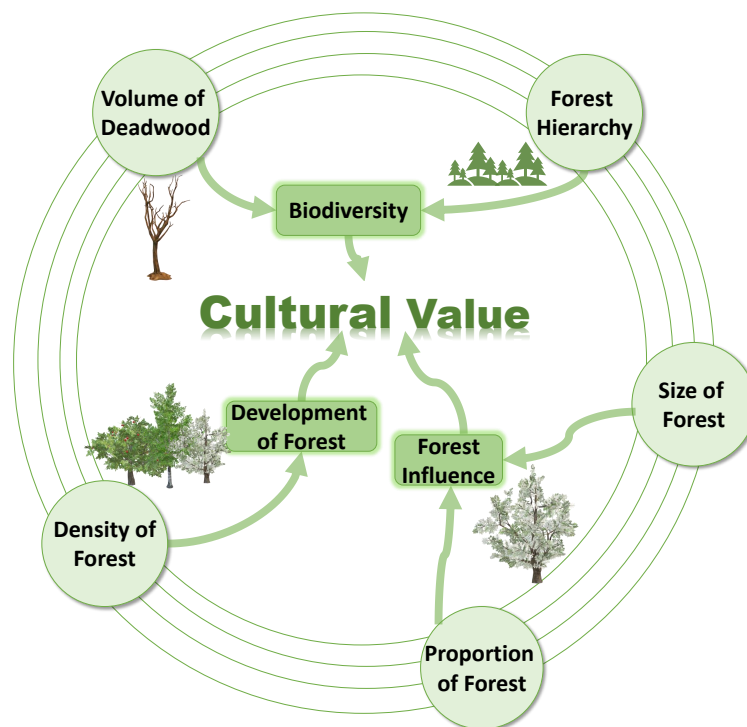 Volume of
Deadwood
Forest
Hierarchy
Biodiversity
Cultural Value
Size of
Forest
Development
of Forest
Forest
Influence
Density of
Forest
Proportion
of Forest